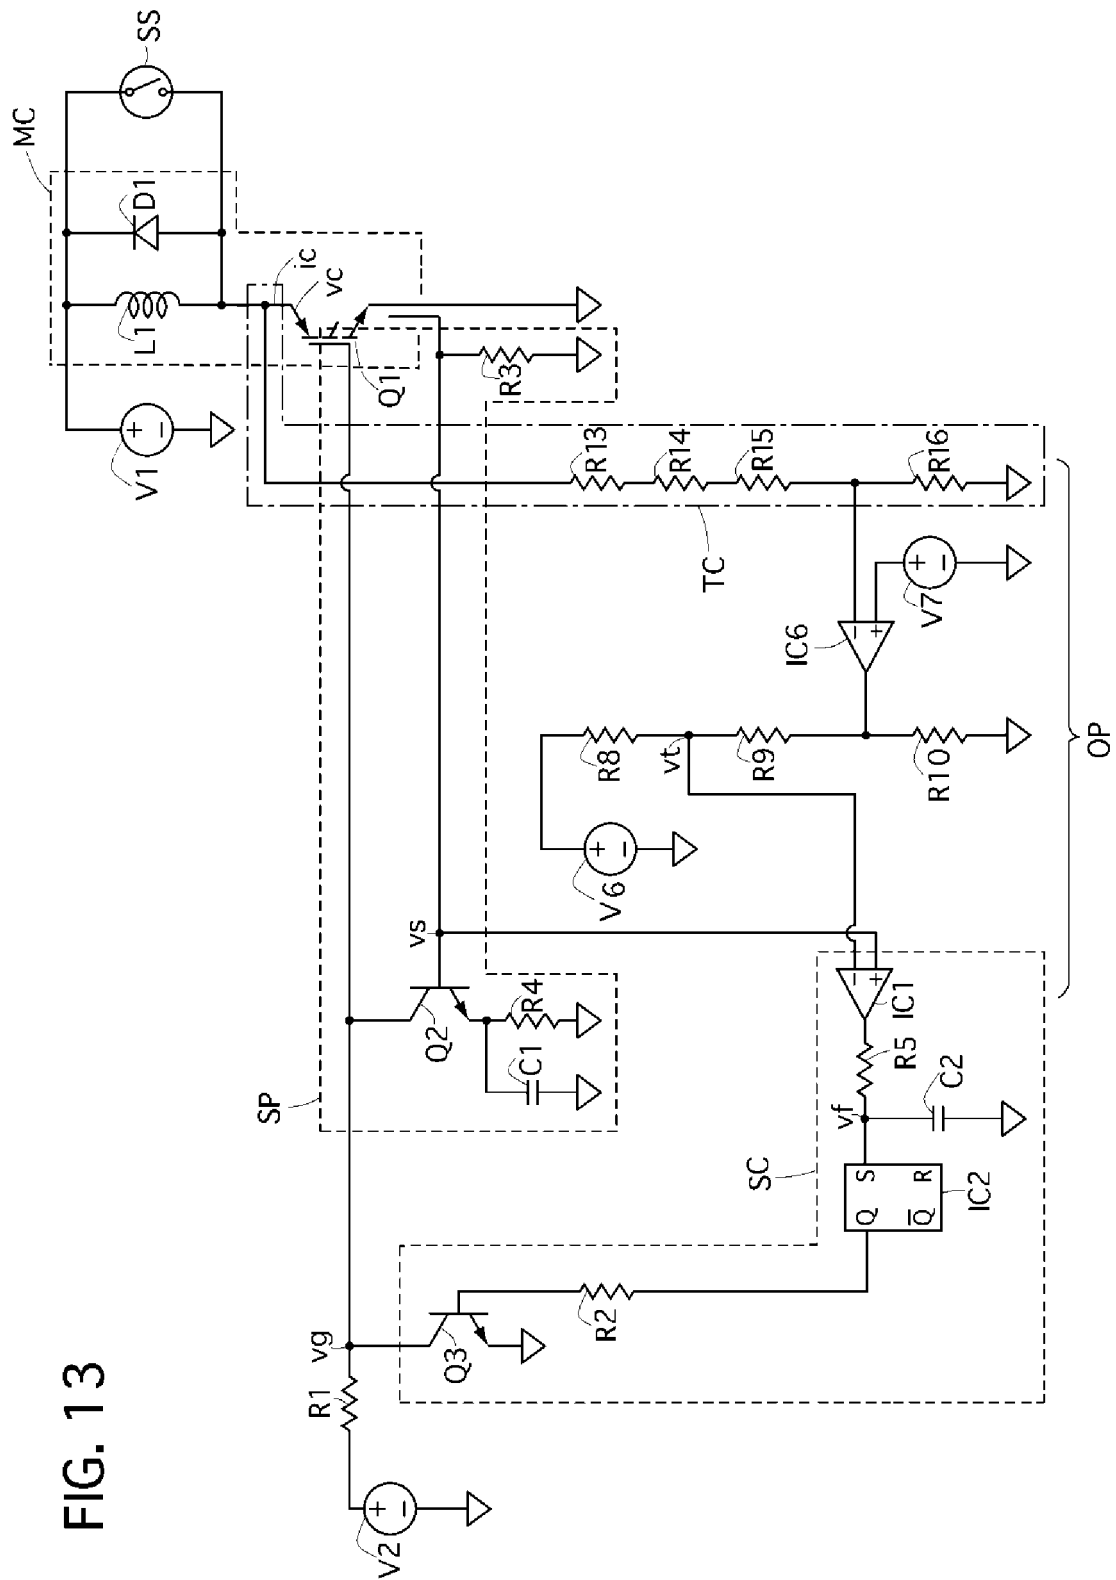 FIG. 13
MC
SS
D1
L1
V1
ic
vc
Q1
R3
R13
R14
R15
R16
TC
V7
+
−
IC6
−
+
OP
R8
vt
R9
R10
V6
+
−
vs
Q2
R4
C1
SP
IC1
−
+
R5
vf
C2
SC
S
R
Q
Q̅
IC2
R2
Q3
vg
R1
V2
+
−
+
−